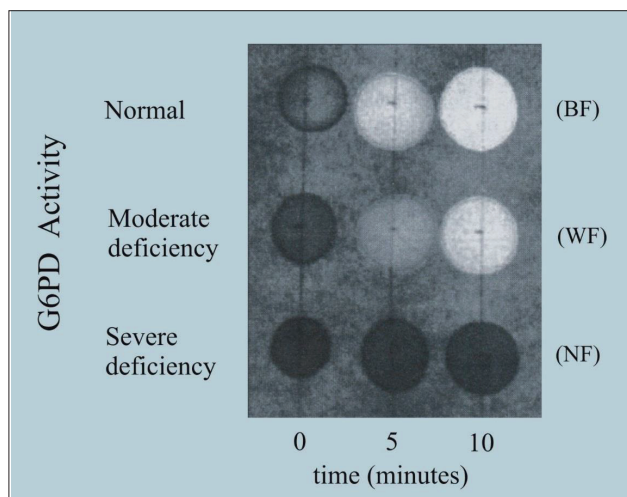 G6PD Activity
Normal
(BF)
Moderate
deficiency
(WF)
Severe
deficiency
(NF)
0 5 10
time (minutes)